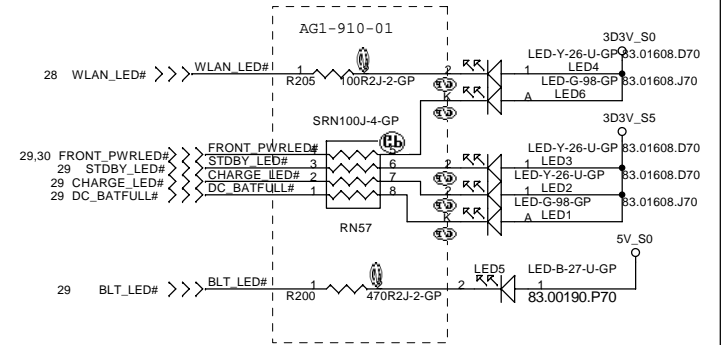 AG1-910-01
3D3V_S0
28 WLAN_LED# WLAN_LED# 1 R205 100R2J-2-GP 2 1 LED4 LED-Y-26-U-GP 83.01608.D70
K A LED6 LED-G-98-GP 83.01608.J70
SRN100J-4-GP
3D3V_S5
29,30 FRONT_PWRLED# FRONT_PWRLED# 4 5
29 STDBY_LED# STDBY_LED# 3 6 2 1 LED3 LED-Y-26-U-GP 83.01608.D70
29 CHARGE_LED# CHARGE_LED# 2 7 2 1 LED2 LED-Y-26-U-GP 83.01608.D70
29 DC_BATFULL# DC_BATFULL# 1 8 K A LED1 LED-G-98-GP 83.01608.J70
RN57
5V_S0
29 BLT_LED# BLT_LED# 1 R200 470R2J-2-GP 2 LED5 1 LED-B-27-U-GP
83.00190.P70